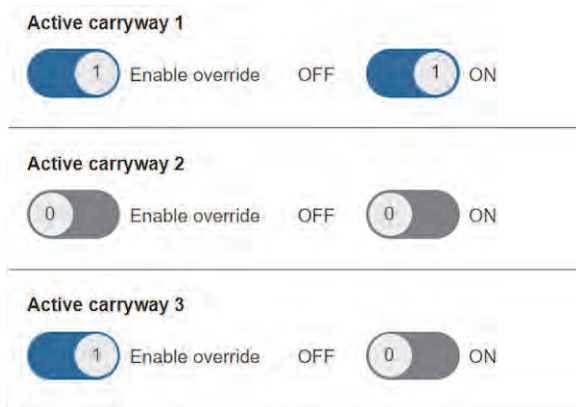 Active carryway 1
1 Enable override OFF 1 ON
Active carryway 2
0 Enable override OFF 0 ON
Active carryway 3
1 Enable override OFF 0 ON